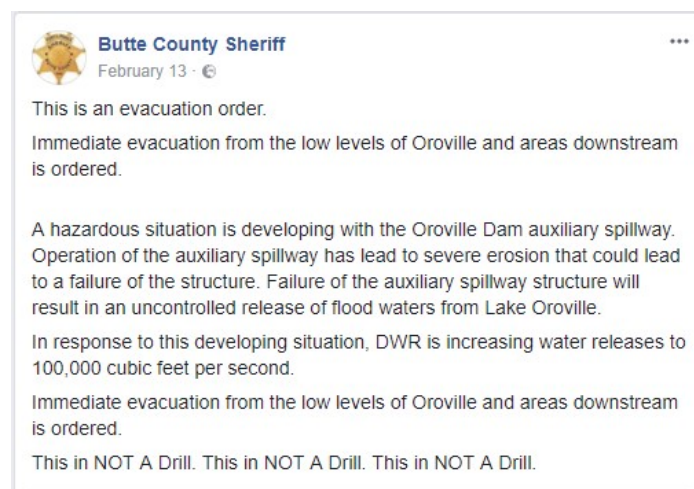 Butte County Sheriff
February 13 ·
This is an evacuation order.
Immediate evacuation from the low levels of Oroville and areas downstream
is ordered.
A hazardous situation is developing with the Oroville Dam auxiliary spillway.
Operation of the auxiliary spillway has lead to severe erosion that could lead
to a failure of the structure. Failure of the auxiliary spillway structure will
result in an uncontrolled release of flood waters from Lake Oroville.
In response to this developing situation, DWR is increasing water releases to
100,000 cubic feet per second.
Immediate evacuation from the low levels of Oroville and areas downstream
is ordered.
This in NOT A Drill. This in NOT A Drill. This in NOT A Drill.